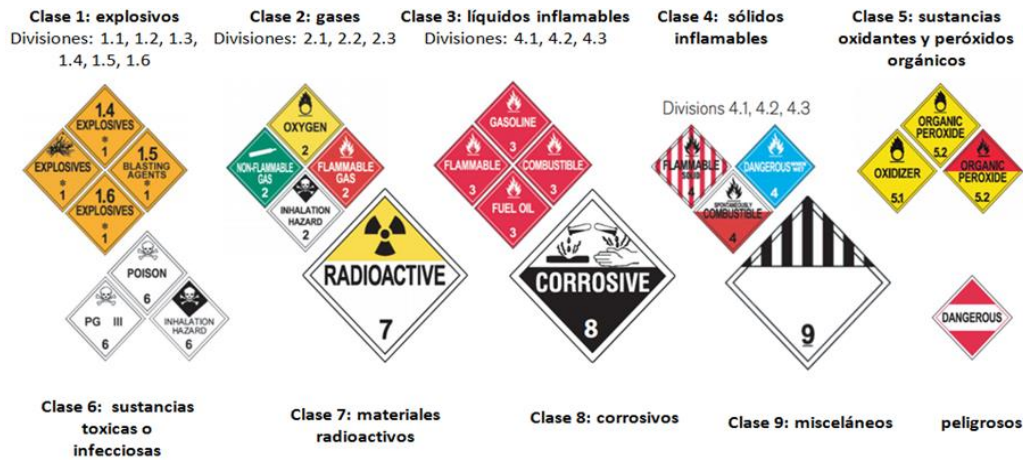 Clase 1: explosivos
Divisiones: 1.1, 1.2, 1.3,
1.4, 1.5, 1.6
Clase 2: gases
Divisiones: 2.1, 2.2, 2.3
Clase 3: líquidos inflamables
Divisiones: 4.1, 4.2, 4.3
Clase 4: sólidos
inflamables
Clase 5: sustancias
oxidantes y peróxidos
orgánicos
1.4
EXPLOSIVES
*
1
EXPLOSIVES
*
1
1.5
BLASTING
AGENTS
*
1
1.6
EXPLOSIVES
*
1
OXYGEN
2
NON-FLAMMABLE
GAS
2
FLAMMABLE
GAS
2
INHALATION
HAZARD
2
GASOLINE
3
FLAMMABLE
3
COMBUSTIBLE
3
FUEL OIL
3
Divisions 4.1, 4.2, 4.3
FLAMMABLE
SOLID
4
DANGEROUS
4
SPONTANEOUSLY
COMBUSTIBLE
4
ORGANIC
PEROXIDE
5.2
OXIDIZER
5.1
ORGANIC
PEROXIDE
5.2
POISON
6
PG III
6
INHALATION
HAZARD
6
RADIOACTIVE
7
CORROSIVE
8
9
DANGEROUS
Clase 6: sustancias
toxicas o
infecciosas
Clase 7: materiales
radioactivos
Clase 8: corrosivos
Clase 9: misceláneos
peligrosos